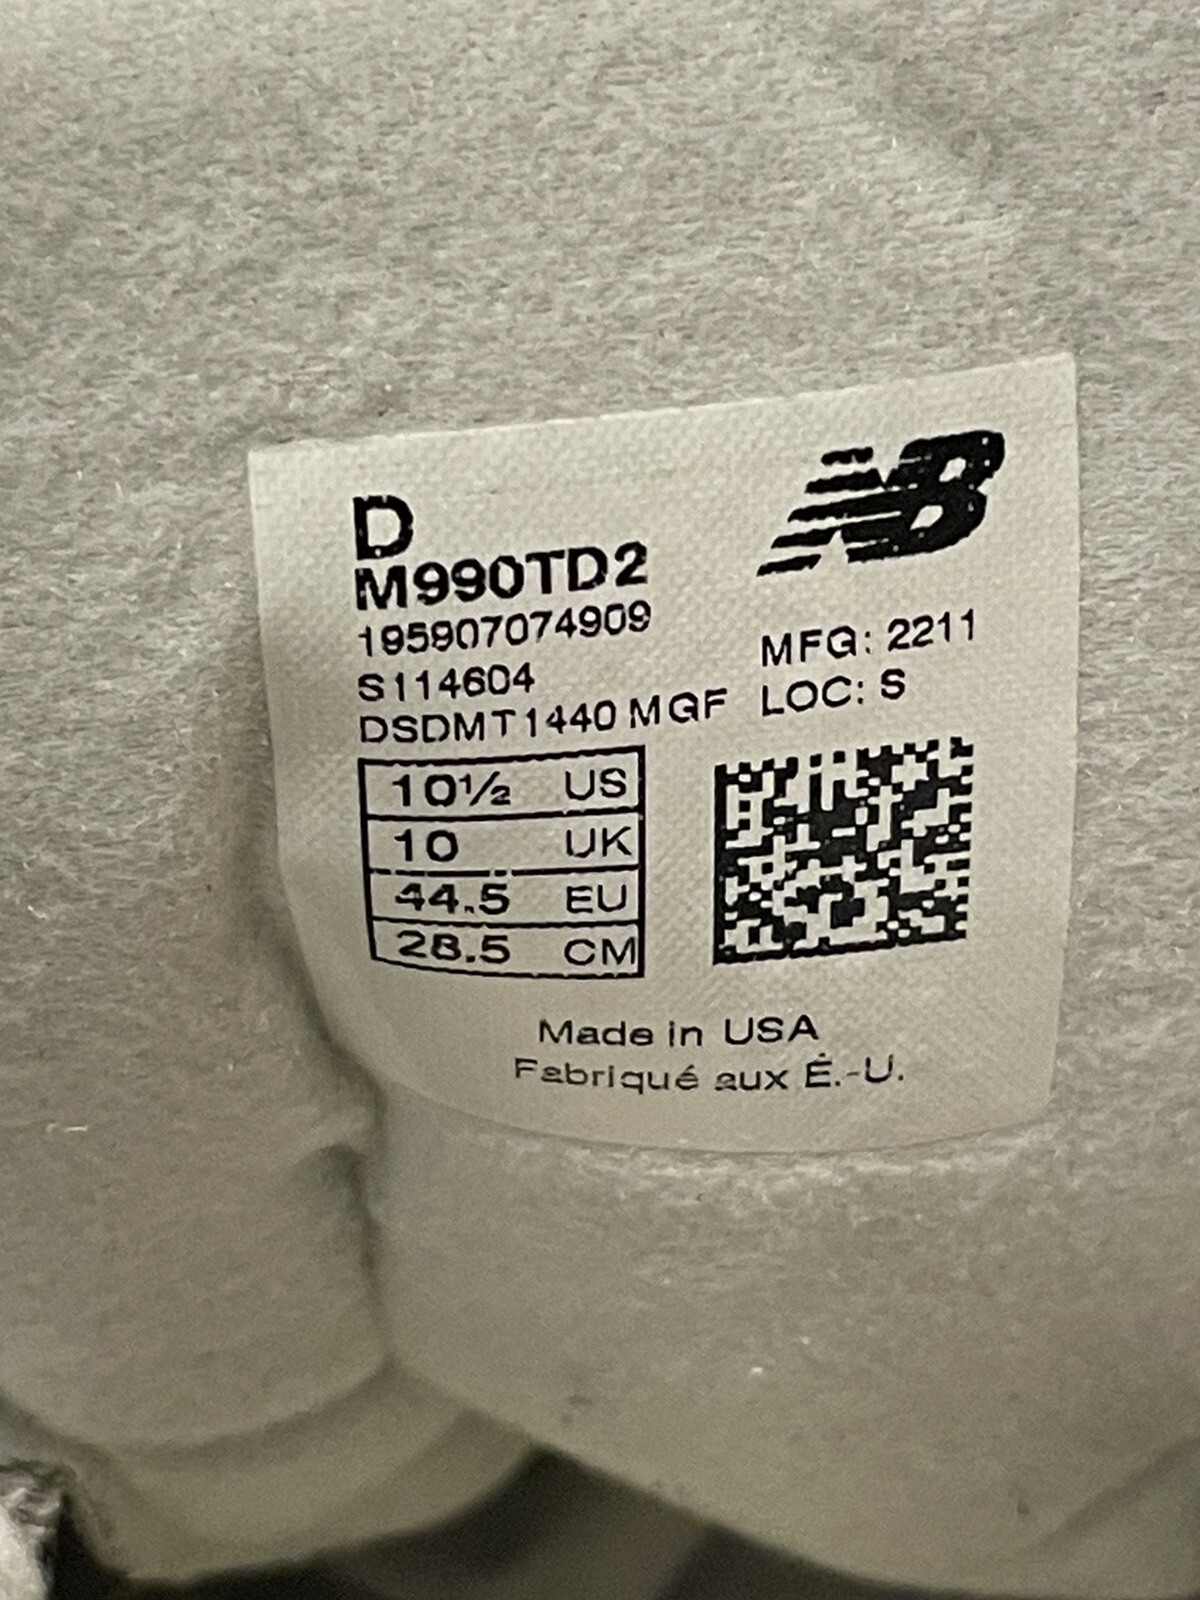 NB
D
M990TD2
195907074909
S114604
DSDMT1440 MGF
MFG: 2211
LOC: S
10½ US
10 UK
44.5 EU
28.5 CM
Made in USA
Fabriqué aux É.-U.